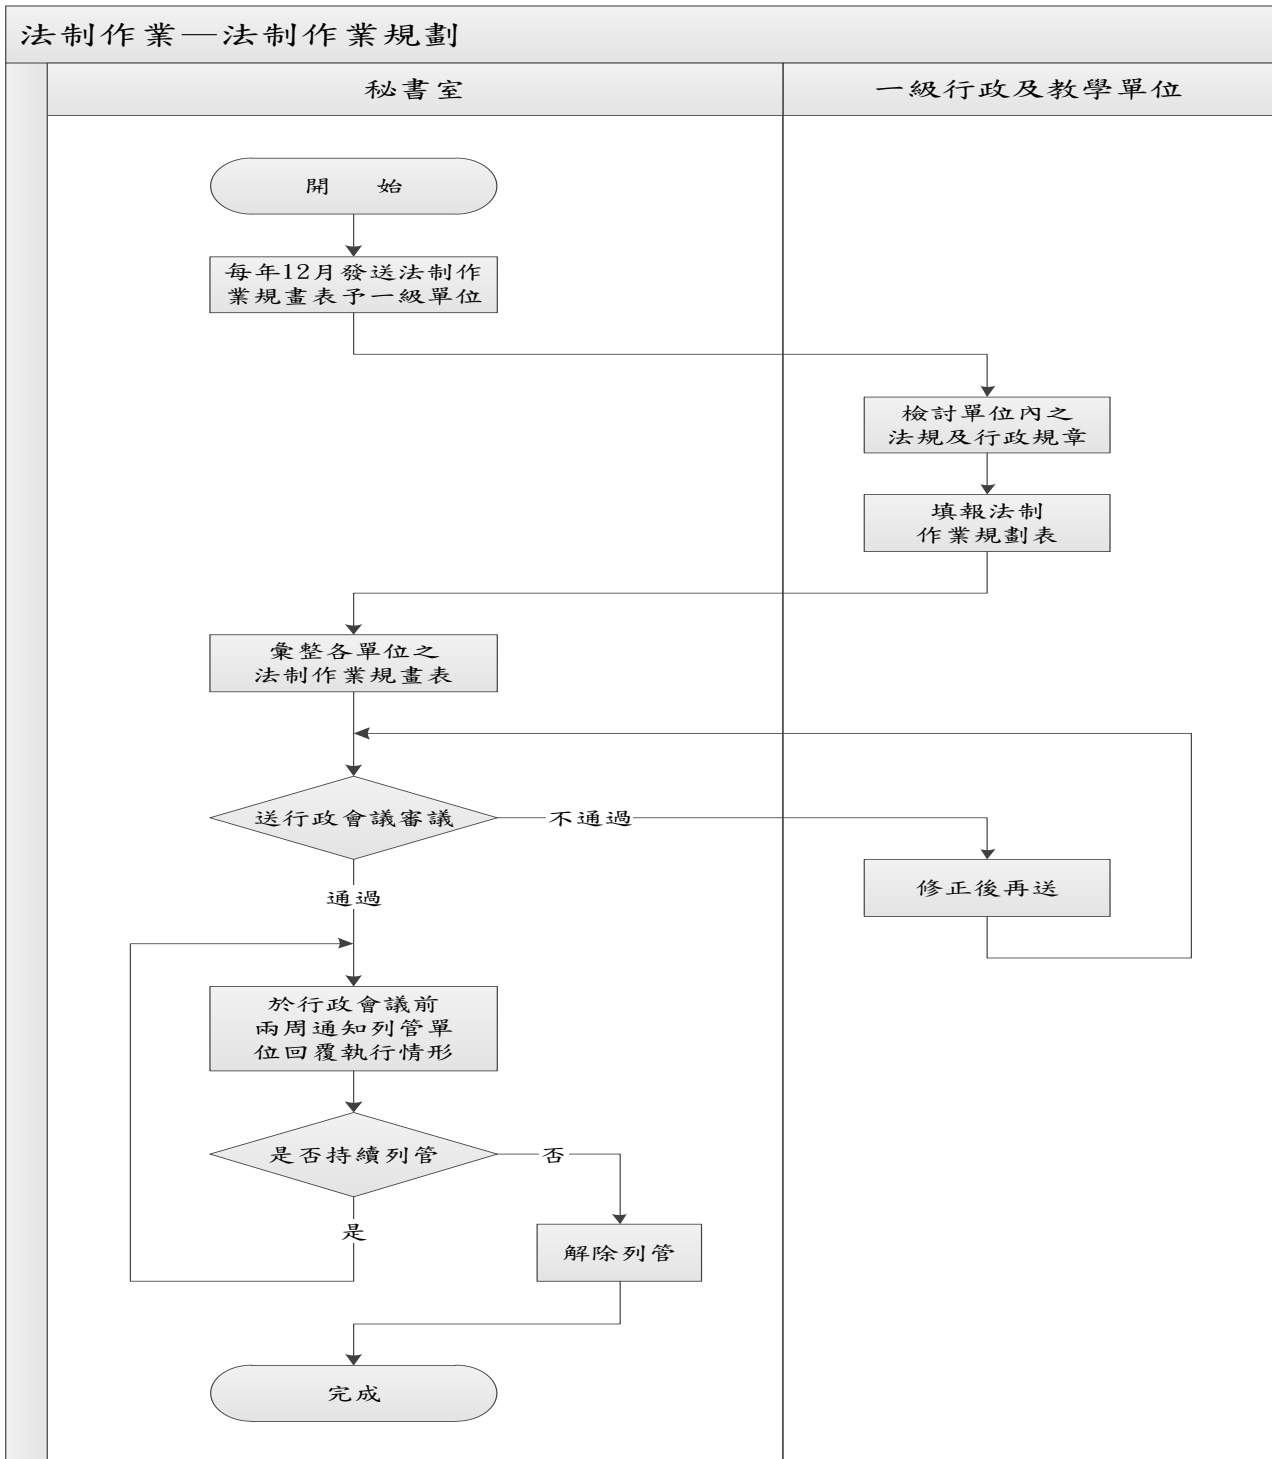 法制作業—法制作業規劃
秘書室
一級行政及教學單位
開 始
每年12月發送法制作
業規畫表予一級單位
檢討單位內之
法規及行政規章
填報法制
作業規劃表
彙整各單位之
法制作業規畫表
送行政會議審議
不通過
修正後再送
通過
於行政會議前
兩周通知列管單
位回覆執行情形
是否持續列管
否
是
解除列管
完成